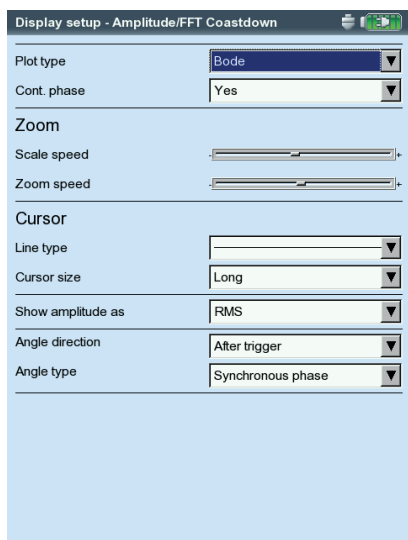 Display setup - Amplitude/FFT Coastdown
Plot type Bode
Cont. phase Yes
Zoom
Scale speed - +
Zoom speed - +
Cursor
Line type
Cursor size Long
Show amplitude as RMS
Angle direction After trigger
Angle type Synchronous phase